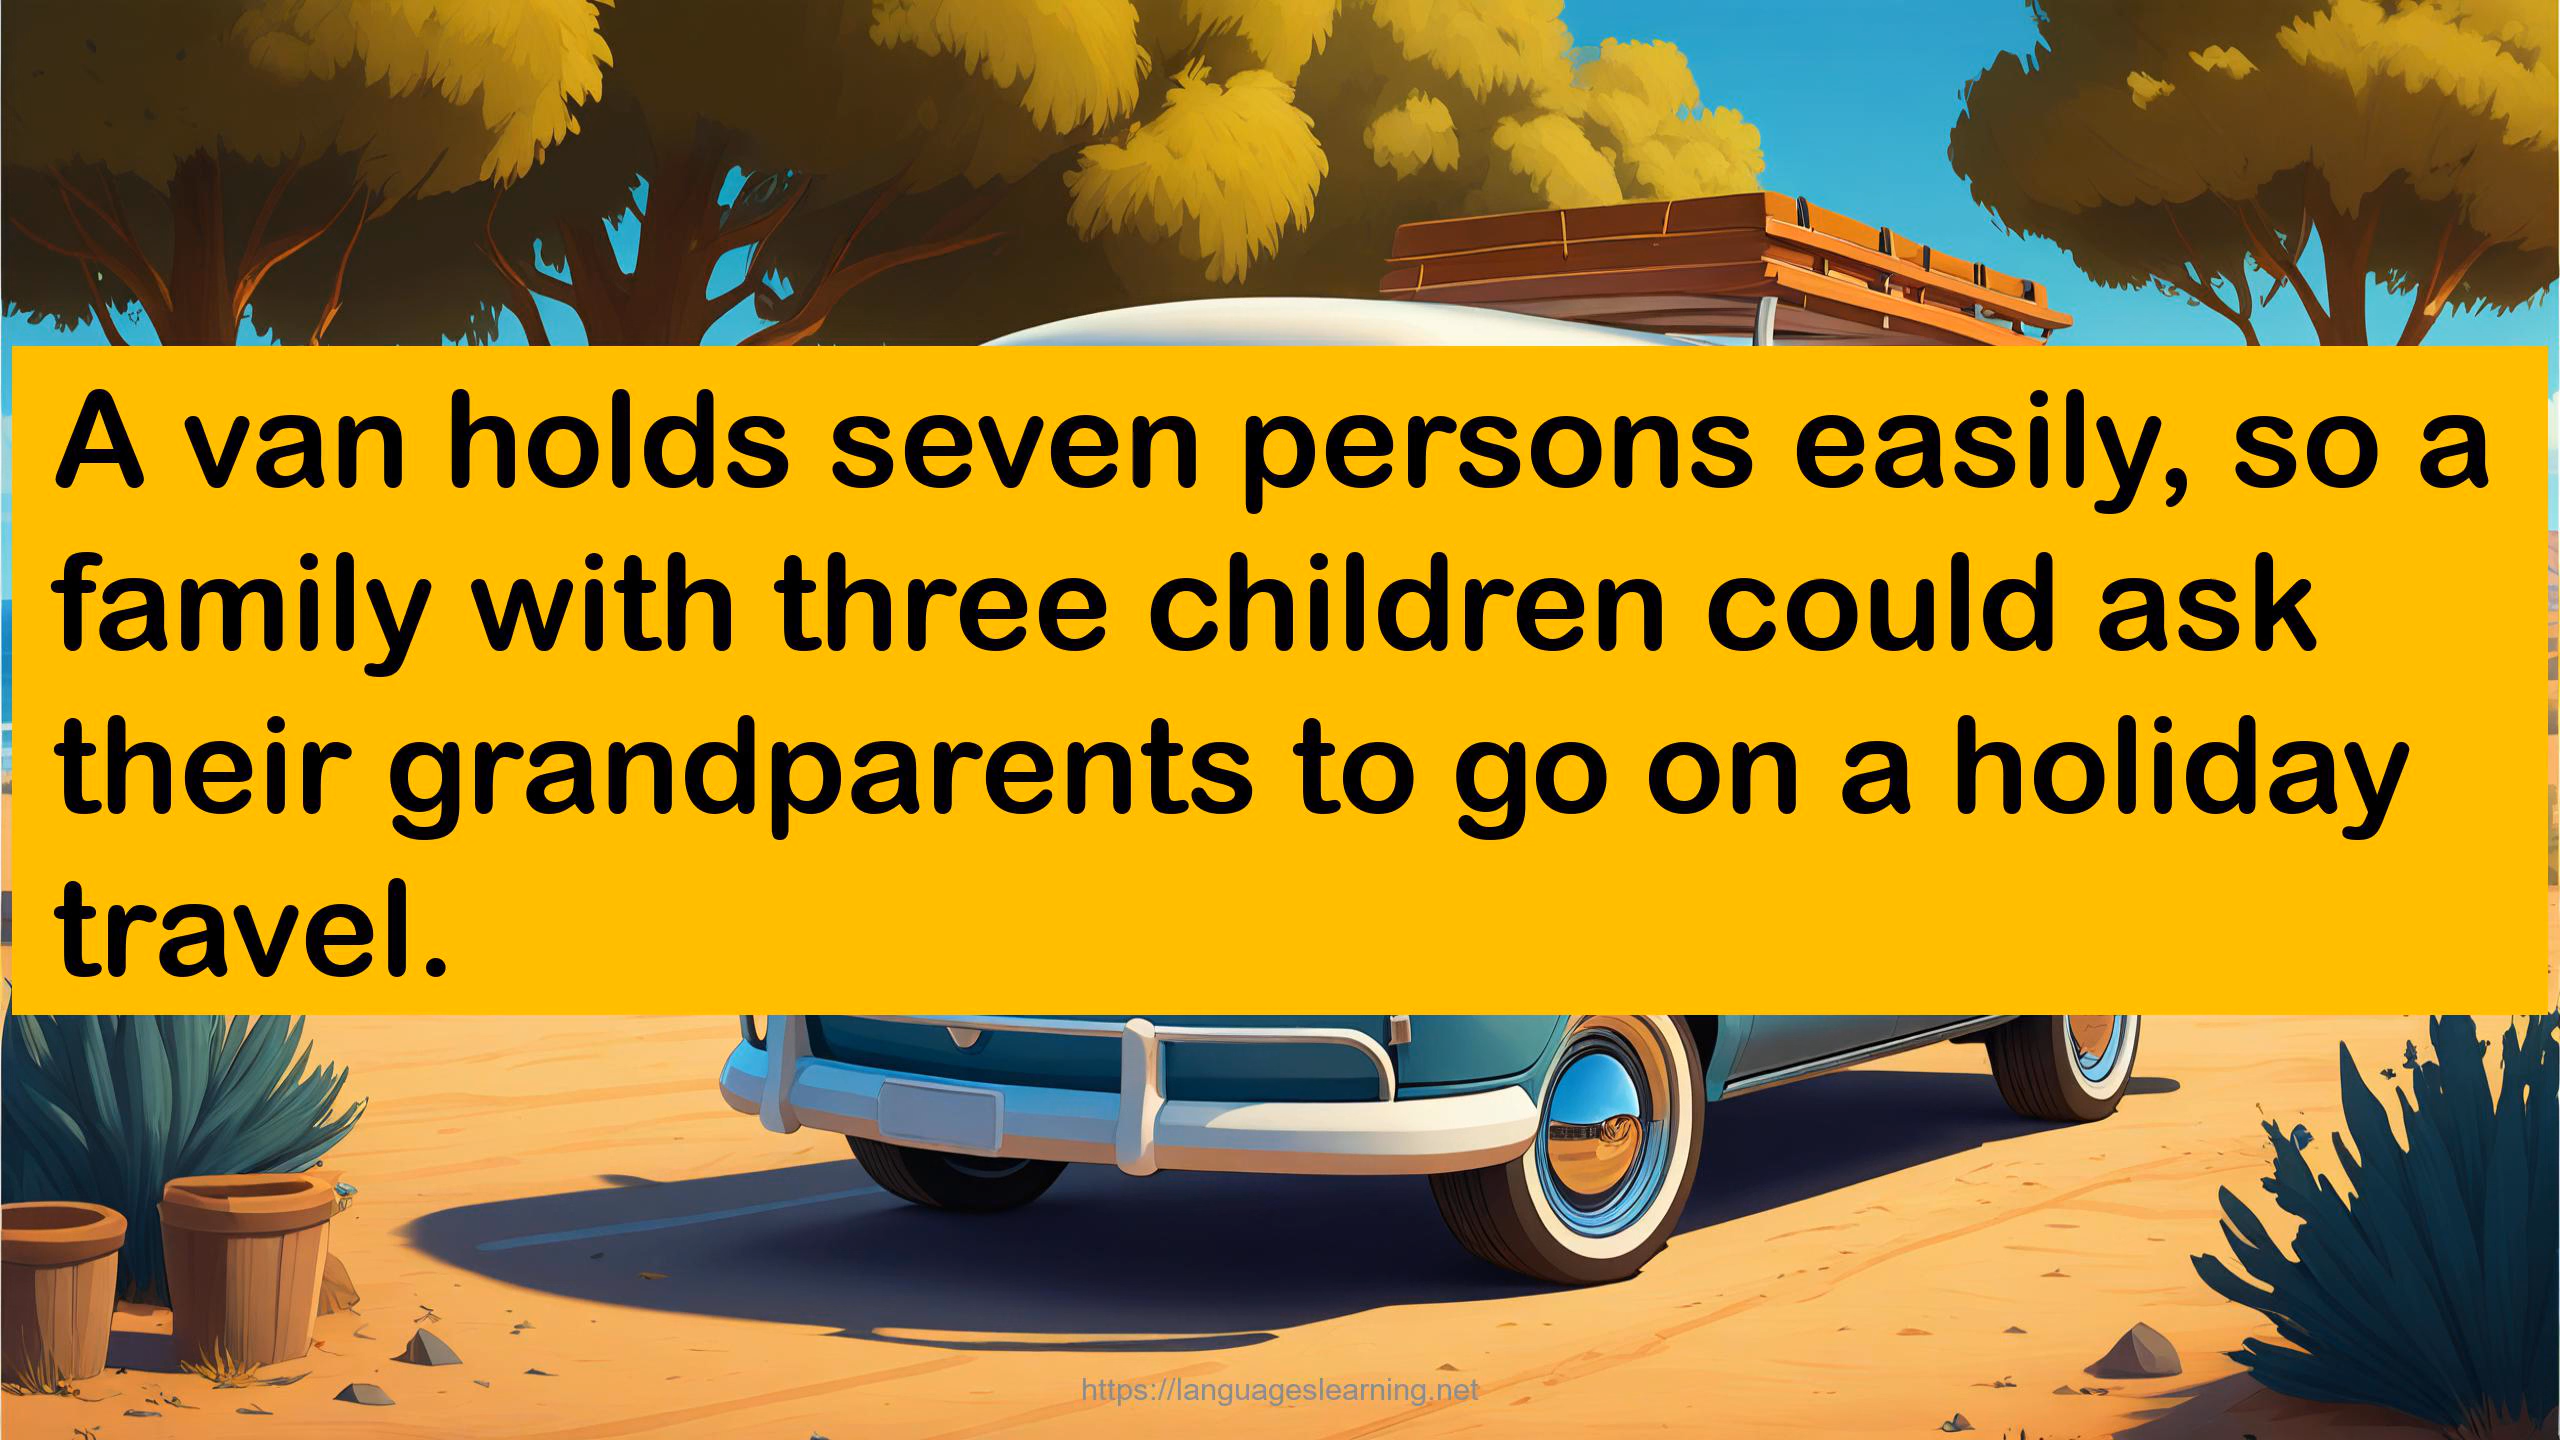 A van holds seven persons easily, so a
family with three children could ask
their grandparents to go on a holiday
travel.
https://languageslearning.net